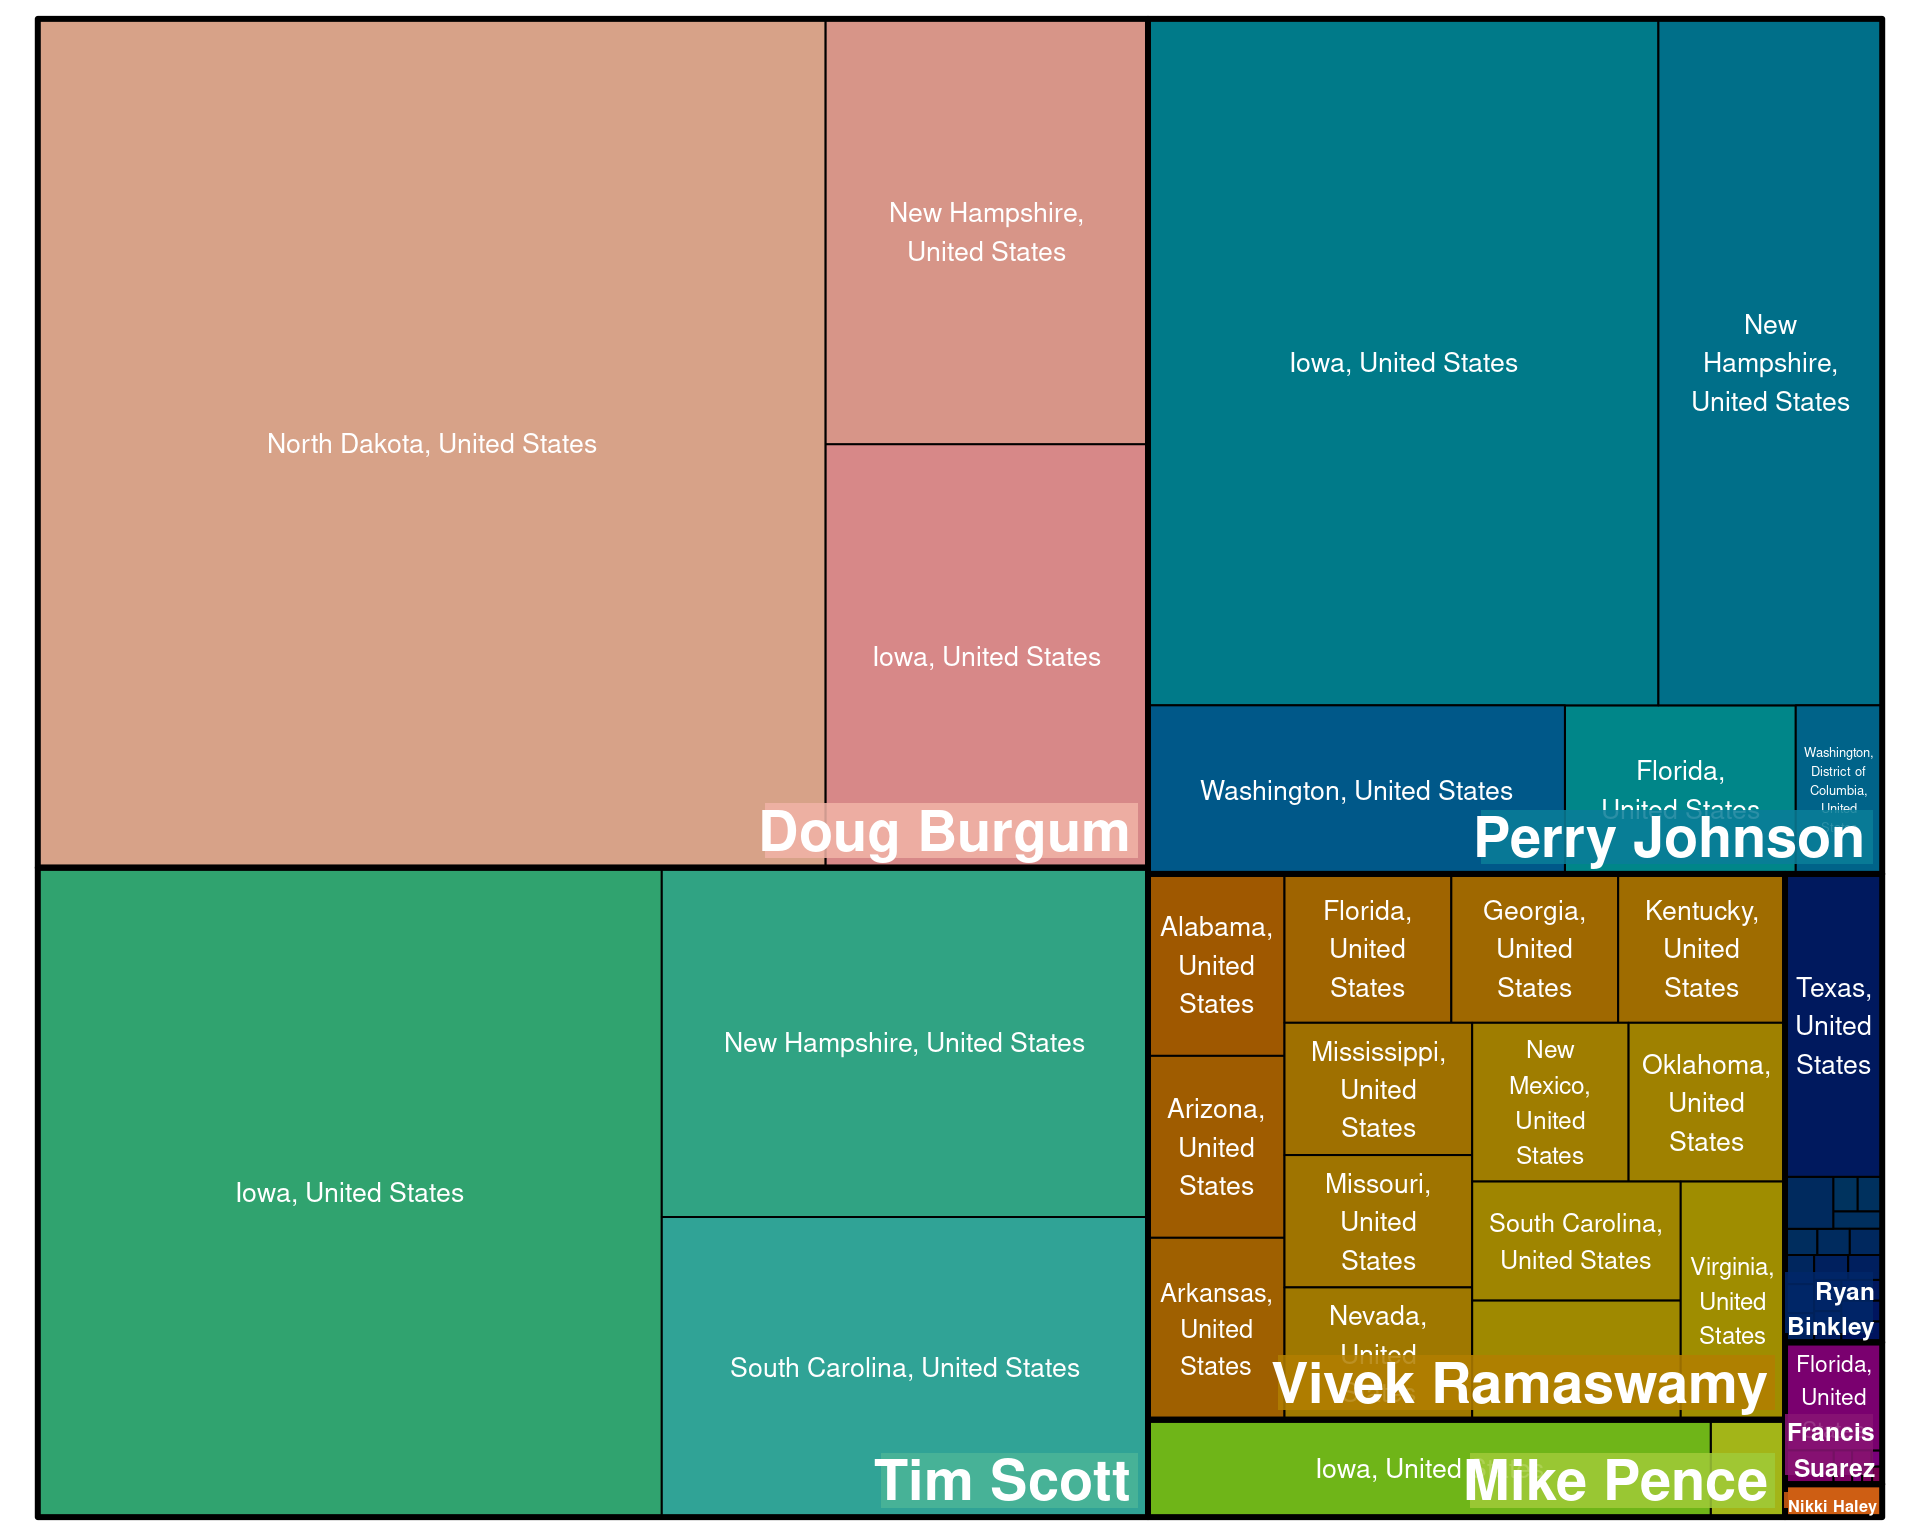 North Dakota, United States
New Hampshire,
United States
Iowa, United States
Doug Burgum
Iowa, United States
New
Hampshire,
United States
Washington, United States
Florida,
United States
Washington,
District of
Columbia,
United
Perry Johnson
Iowa, United States
New Hampshire, United States
South Carolina, United States
Tim Scott
Alabama,
United
States
Arizona,
United
States
Arkansas,
United
States
Florida,
United
States
Georgia,
United
States
Kentucky,
United
States
Mississippi,
United
States
Missouri,
United
States
Nevada,
United
New
Mexico,
United
States
Oklahoma,
United
States
South Carolina,
United States
Virginia,
United
States
Vivek Ramaswamy
Iowa, United
Mike Pence
Texas,
United
States
Ryan
Binkley
Florida,
United
Francis
Suarez
Nikki Haley